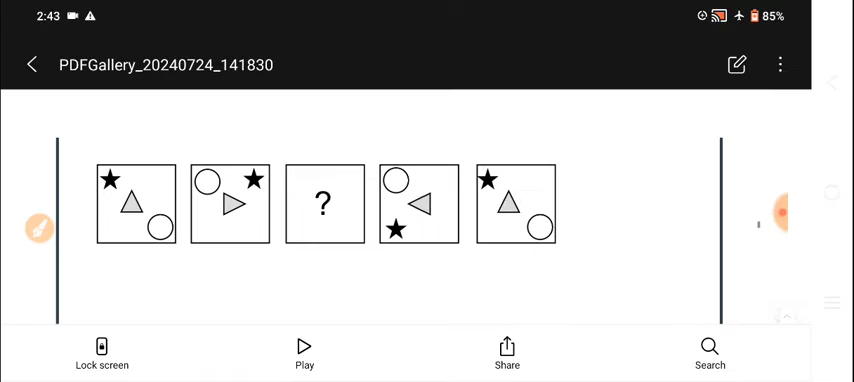 2:43
85%
PDFGallery_20240724_141830
?
Lock screen
Play
Share
Search